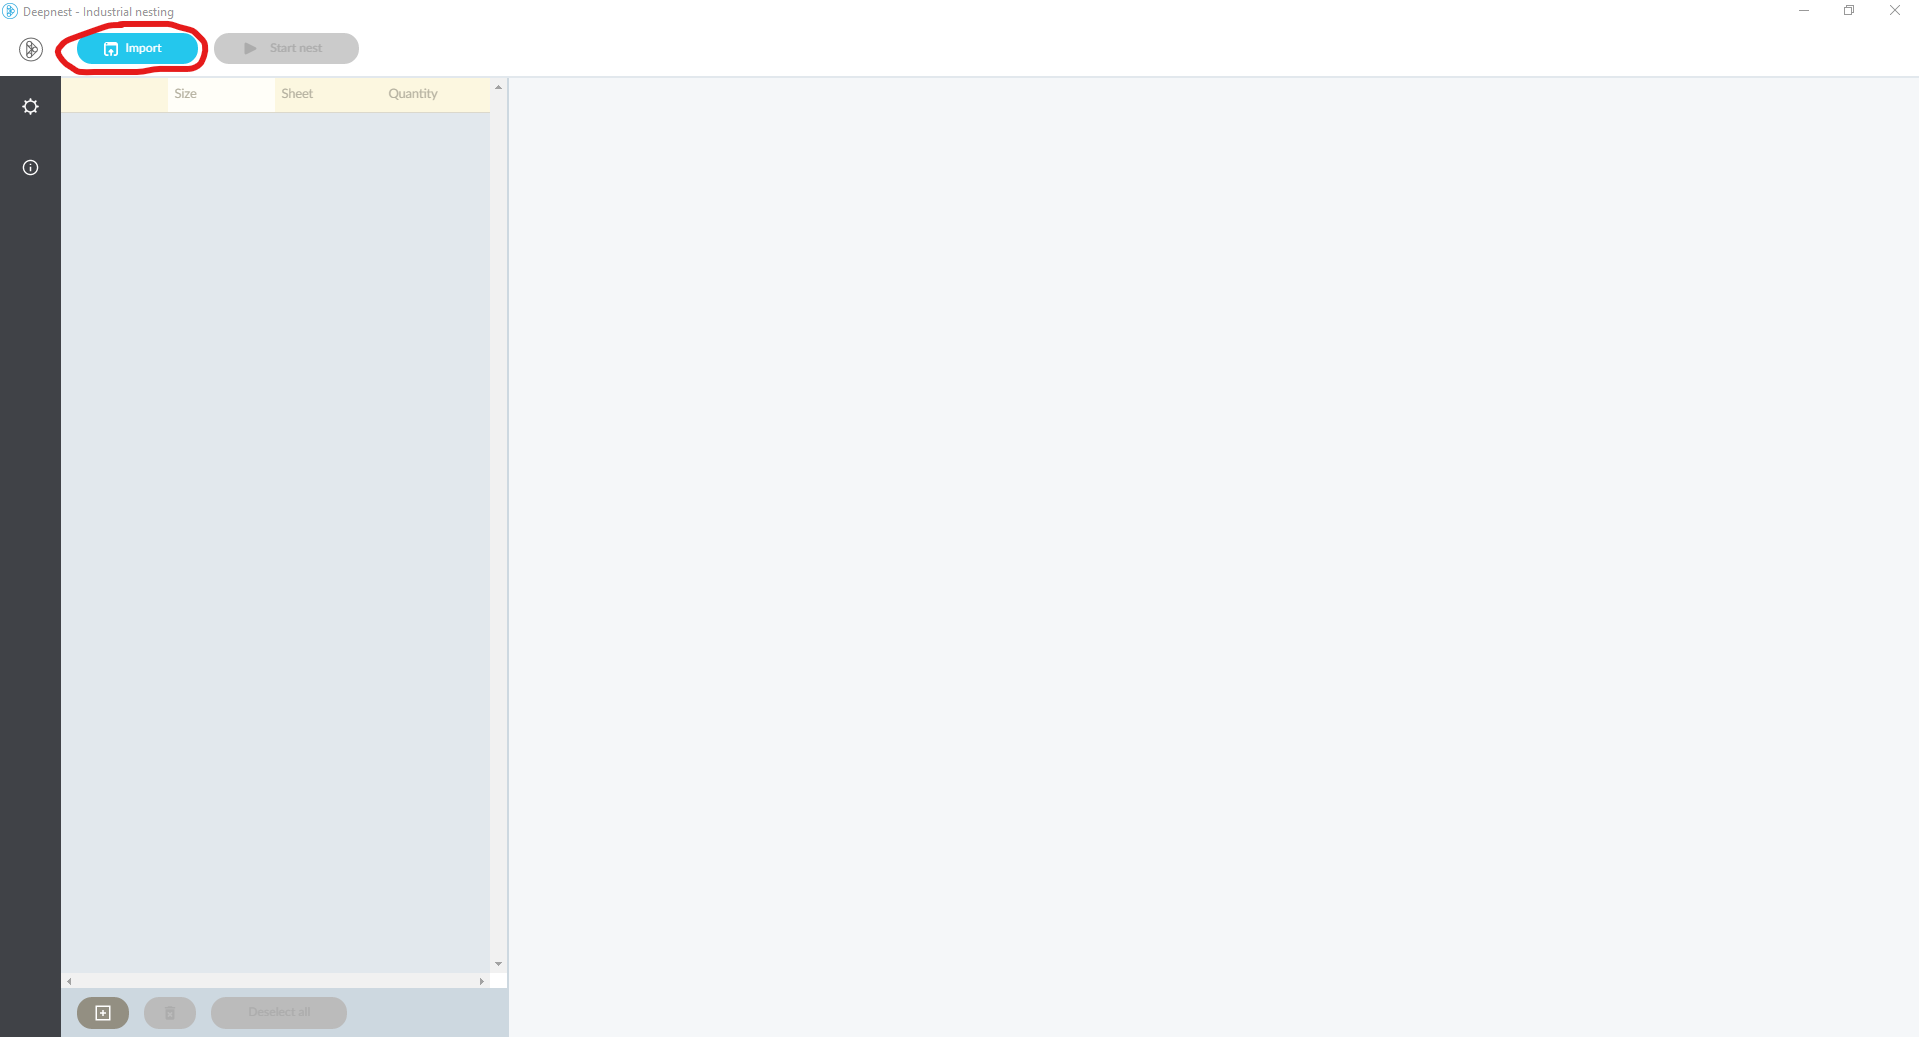 Deepnest - Industrial nesting
Import
Start nest
Size
Sheet
Quantity
Deselect all